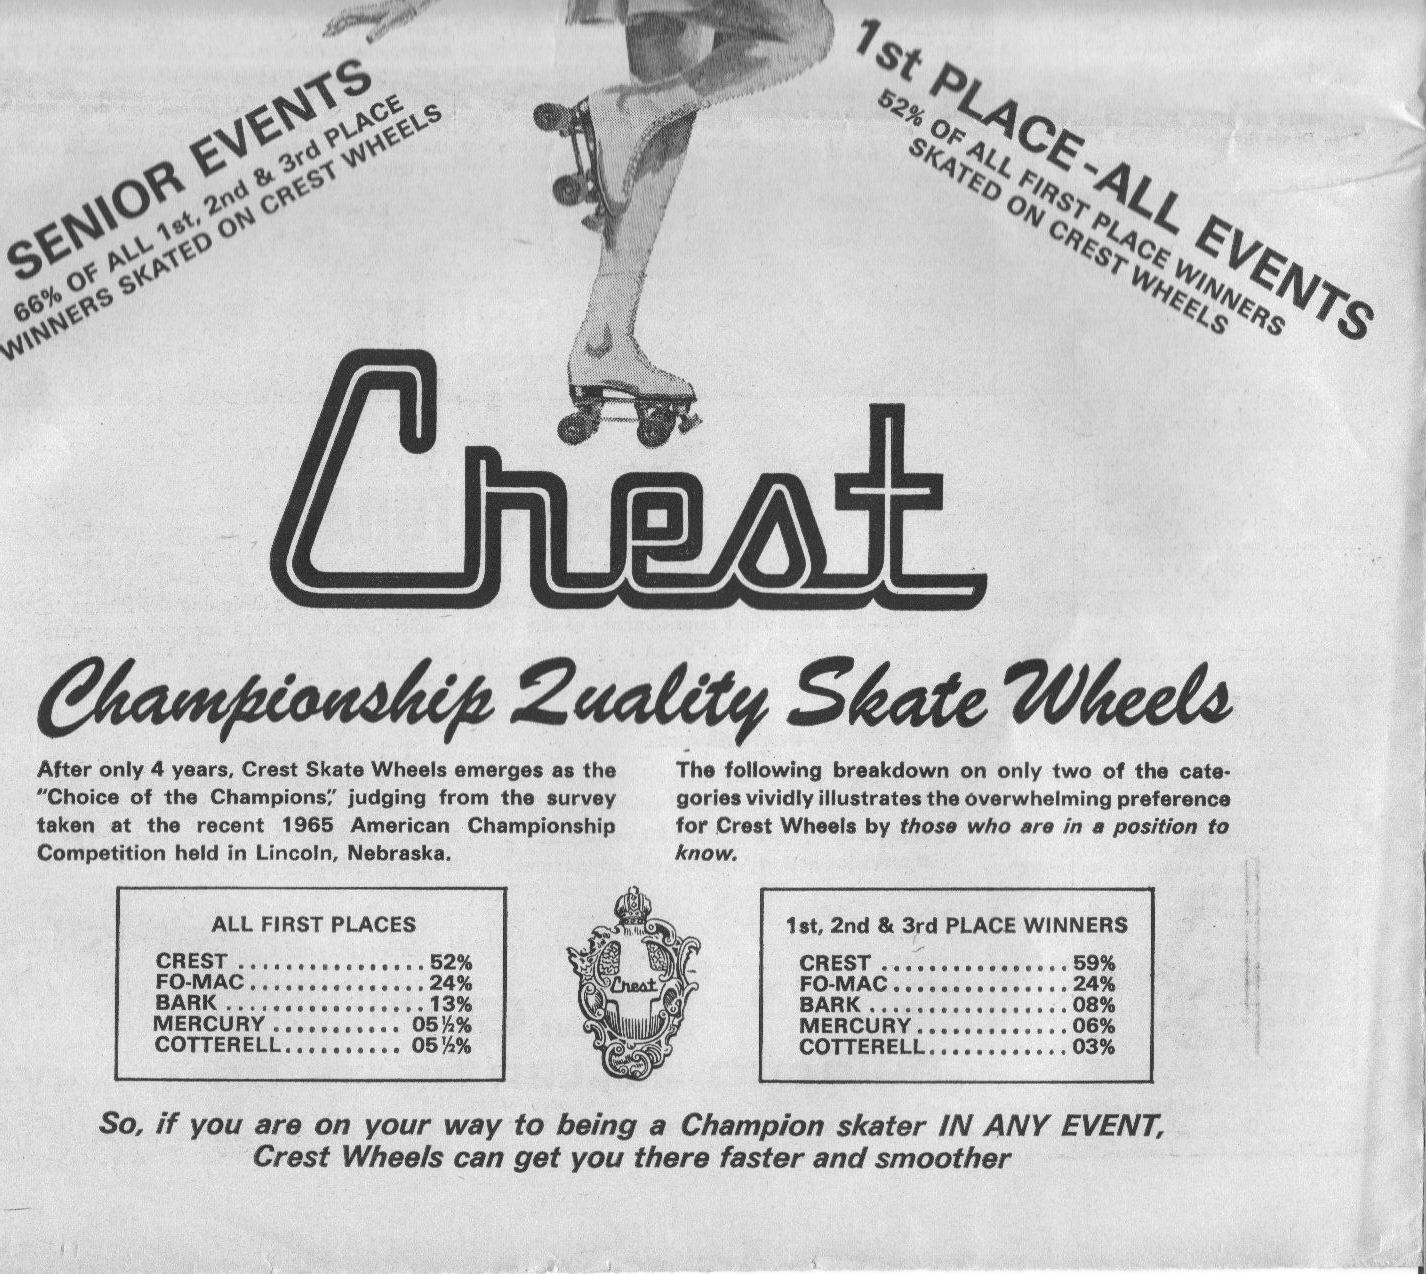 SENIOR EVENTS
66% OF ALL 1st, 2nd & 3rd PLACE
WINNERS SKATED ON CREST WHEELS
1st PLACE-ALL EVENTS
52% OF ALL FIRST PLACE WINNERS
SKATED ON CREST WHEELS
Crest
Championship Quality Skate Wheels
After only 4 years, Crest Skate Wheels emerges as the
"Choice of the Champions," judging from the survey
taken at the recent 1965 American Championship
Competition held in Lincoln, Nebraska.
The following breakdown on only two of the cate-
gories vividly illustrates the overwhelming preference
for Crest Wheels by those who are in a position to
know.
ALL FIRST PLACES
CREST ................ 52%
FO-MAC ............... 24%
BARK ................. 13%
MERCURY ........... 05½%
COTTERELL.......... 05½%
Crest
1st, 2nd & 3rd PLACE WINNERS
CREST ................ 59%
FO-MAC ............... 24%
BARK ................. 08%
MERCURY ............. 06%
COTTERELL............ 03%
So, if you are on your way to being a Champion skater IN ANY EVENT,
Crest Wheels can get you there faster and smoother